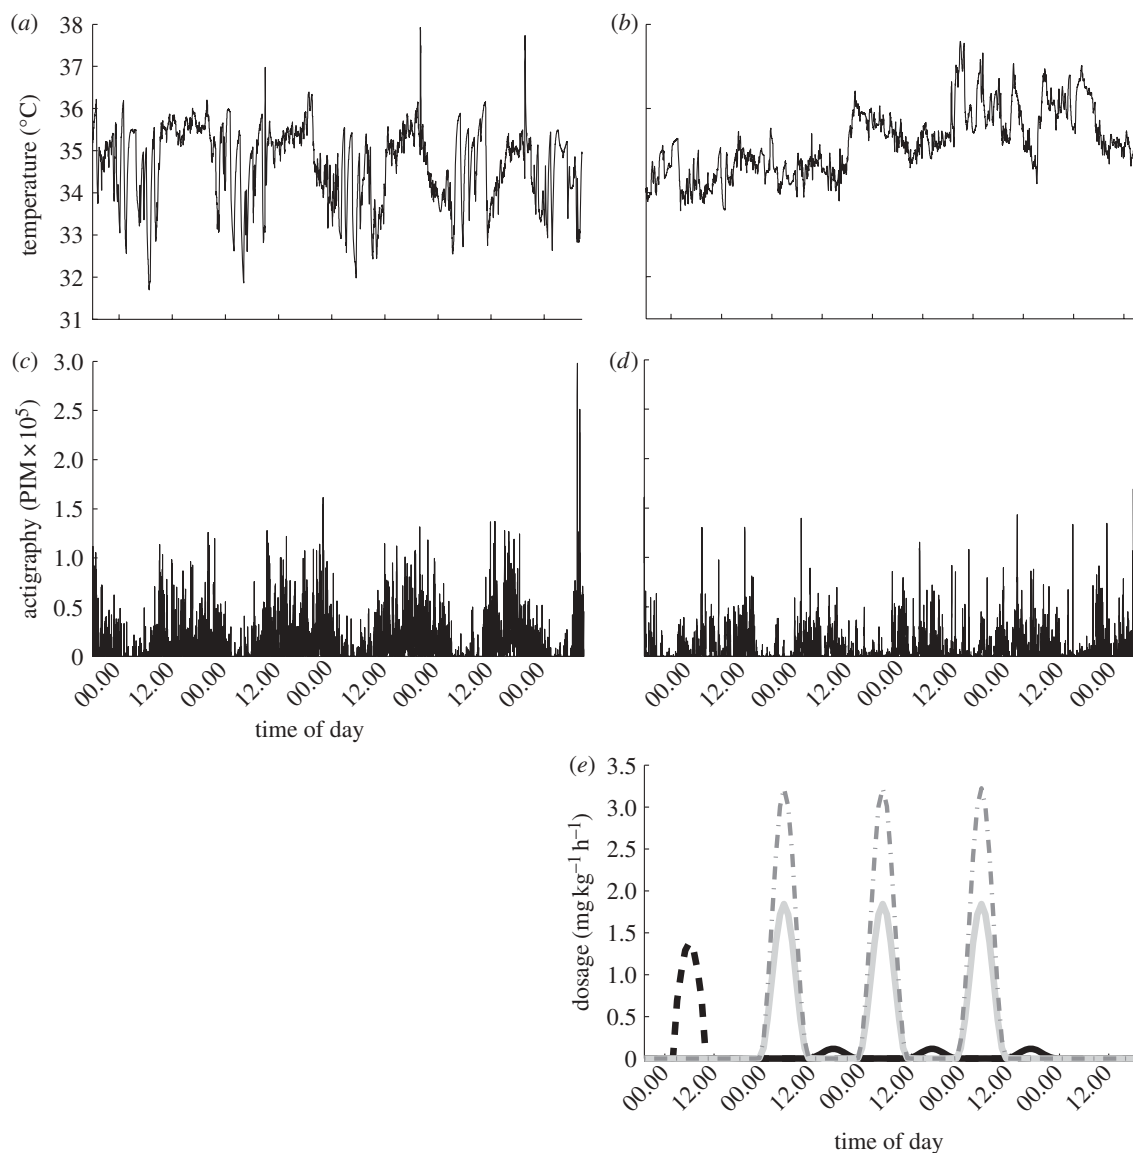 (a)
38
37
36
35
34
33
32
31
temperature (°C)
(b)
(c)
3.0
2.5
2.0
1.5
1.0
0.5
0
actigraphy (PIM×10⁵)
00.00 12.00 00.00 12.00 00.00 12.00 00.00 12.00 00.00
time of day
(d)
00.00 12.00 00.00 12.00 00.00 12.00 00.00 12.00 00.00
(e)
3.5
3.0
2.5
2.0
1.5
1.0
0.5
0
dosage (mg kg⁻¹ h⁻¹)
00.00 12.00 00.00 12.00 00.00 12.00 00.00 12.00 00.00 12.00
time of day